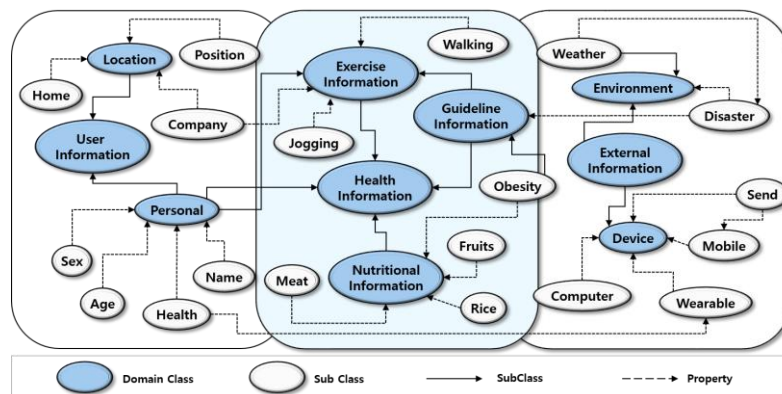 Walking
Position
Location
Exercise
Information
Weather
Home
Environment
Guideline
Information
Company
Disaster
User
Information
Jogging
External
Information
Health
Information
Obesity
Send
Personal
Device
Mobile
Sex
Name
Fruits
Meat
Nutritional
Information
Age
Health
Rice
Computer
Wearable
Domain Class
Sub Class
SubClass
Property